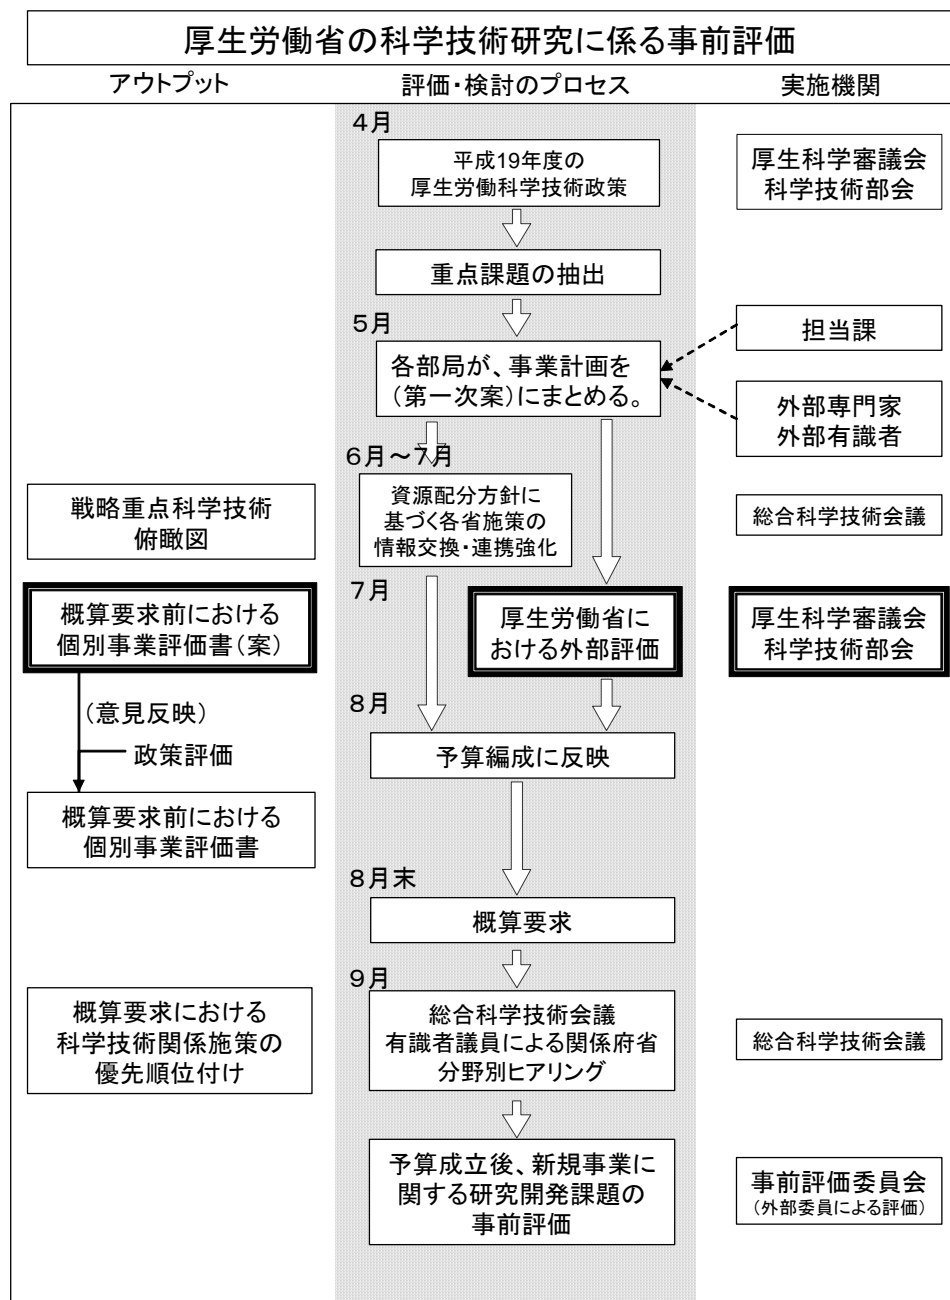 厚生労働省の科学技術研究に係る事前評価
アウトプット
評価・検討のプロセス
実施機関
4月
平成19年度の
厚生労働科学技術政策
厚生科学審議会
科学技術部会
重点課題の抽出
5月
担当課
各部局が、事業計画を
(第一次案)にまとめる。
外部専門家
外部有識者
6月～7月
戦略重点科学技術
俯瞰図
資源配分方針に
基づく各省施策の
情報交換・連携強化
総合科学技術会議
7月
概算要求前における
個別事業評価書(案)
厚生労働省に
おける外部評価
厚生科学審議会
科学技術部会
8月
(意見反映)
政策評価
予算編成に反映
概算要求前における
個別事業評価書
8月末
概算要求
9月
概算要求における
科学技術関係施策の
優先順位付け
総合科学技術会議
有識者議員による関係府省
分野別ヒアリング
総合科学技術会議
予算成立後、新規事業に
関する研究開発課題の
事前評価
事前評価委員会
(外部委員による評価)